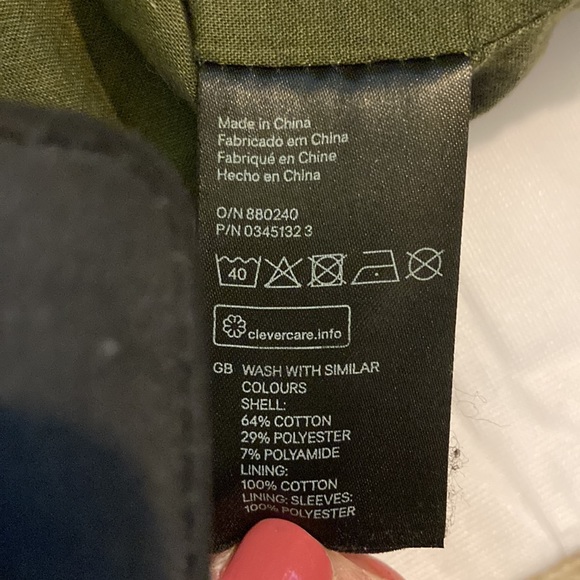 Made in China
Fabricado em China
Fabriqué en Chine
Hecho en China
O/N 880240
P/N 0345132 3
40
clevercare.info
GB WASH WITH SIMILAR
COLOURS
SHELL:
64% COTTON
29% POLYESTER
7% POLYAMIDE
LINING:
100% COTTON
LINING: SLEEVES:
100% POLYESTER